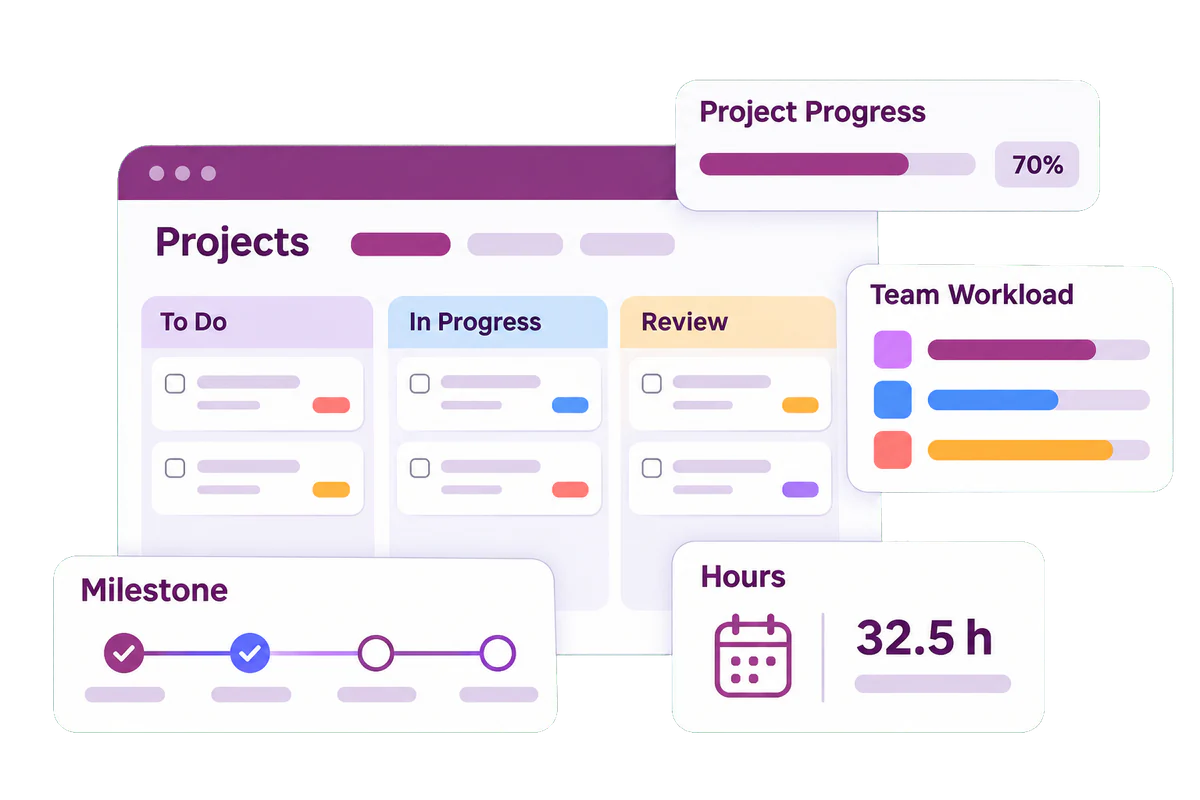 Project Progress
70%
Projects
Team Workload
To Do
In Progress
Review
Milestone
Hours
32.5 h